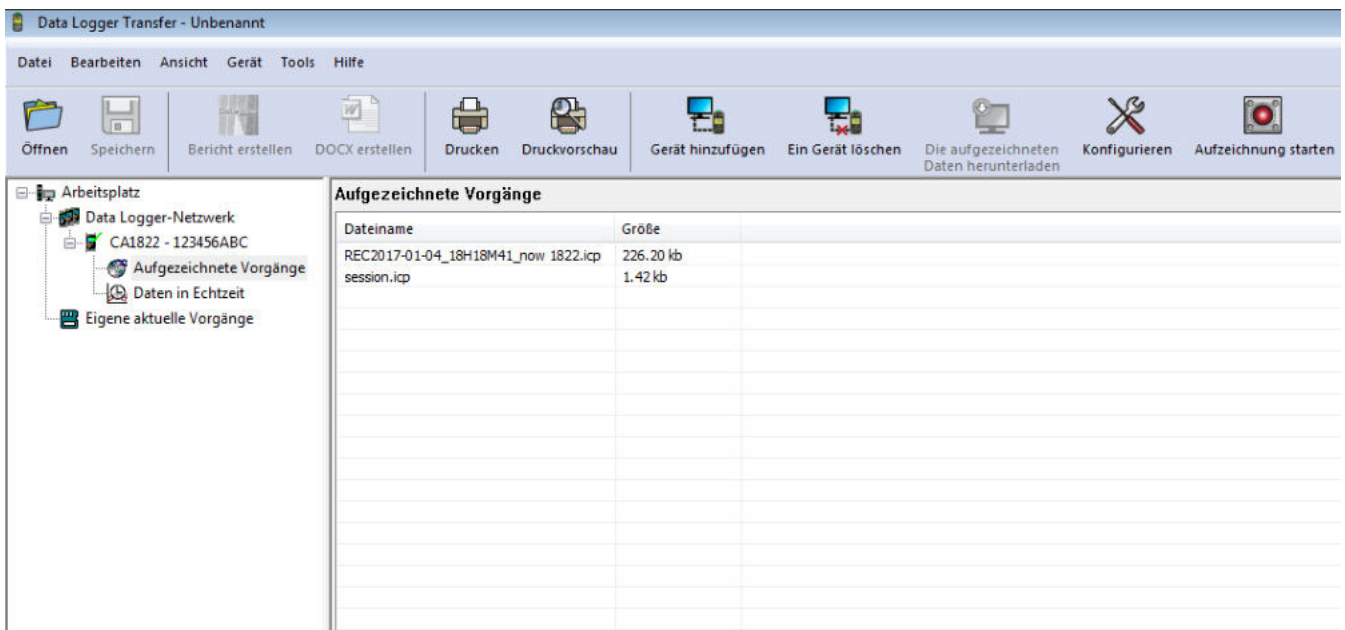 Data Logger Transfer - Unbenannt
Datei Bearbeiten Ansicht Gerät Tools Hilfe
Öffnen Speichern Bericht erstellen DOCX erstellen Drucken Druckvorschau Gerät hinzufügen Ein Gerät löschen Die aufgezeichneten Konfigurieren Aufzeichnung starten
Daten herunterladen
Arbeitsplatz
Data Logger-Netzwerk
CA1822 - 123456ABC
Aufgezeichnete Vorgänge
Daten in Echtzeit
Eigene aktuelle Vorgänge
Aufgezeichnete Vorgänge
Dateiname Größe
REC2017-01-04_18H18M41_now 1822.icp 226.20 kb
session.icp 1.42 kb